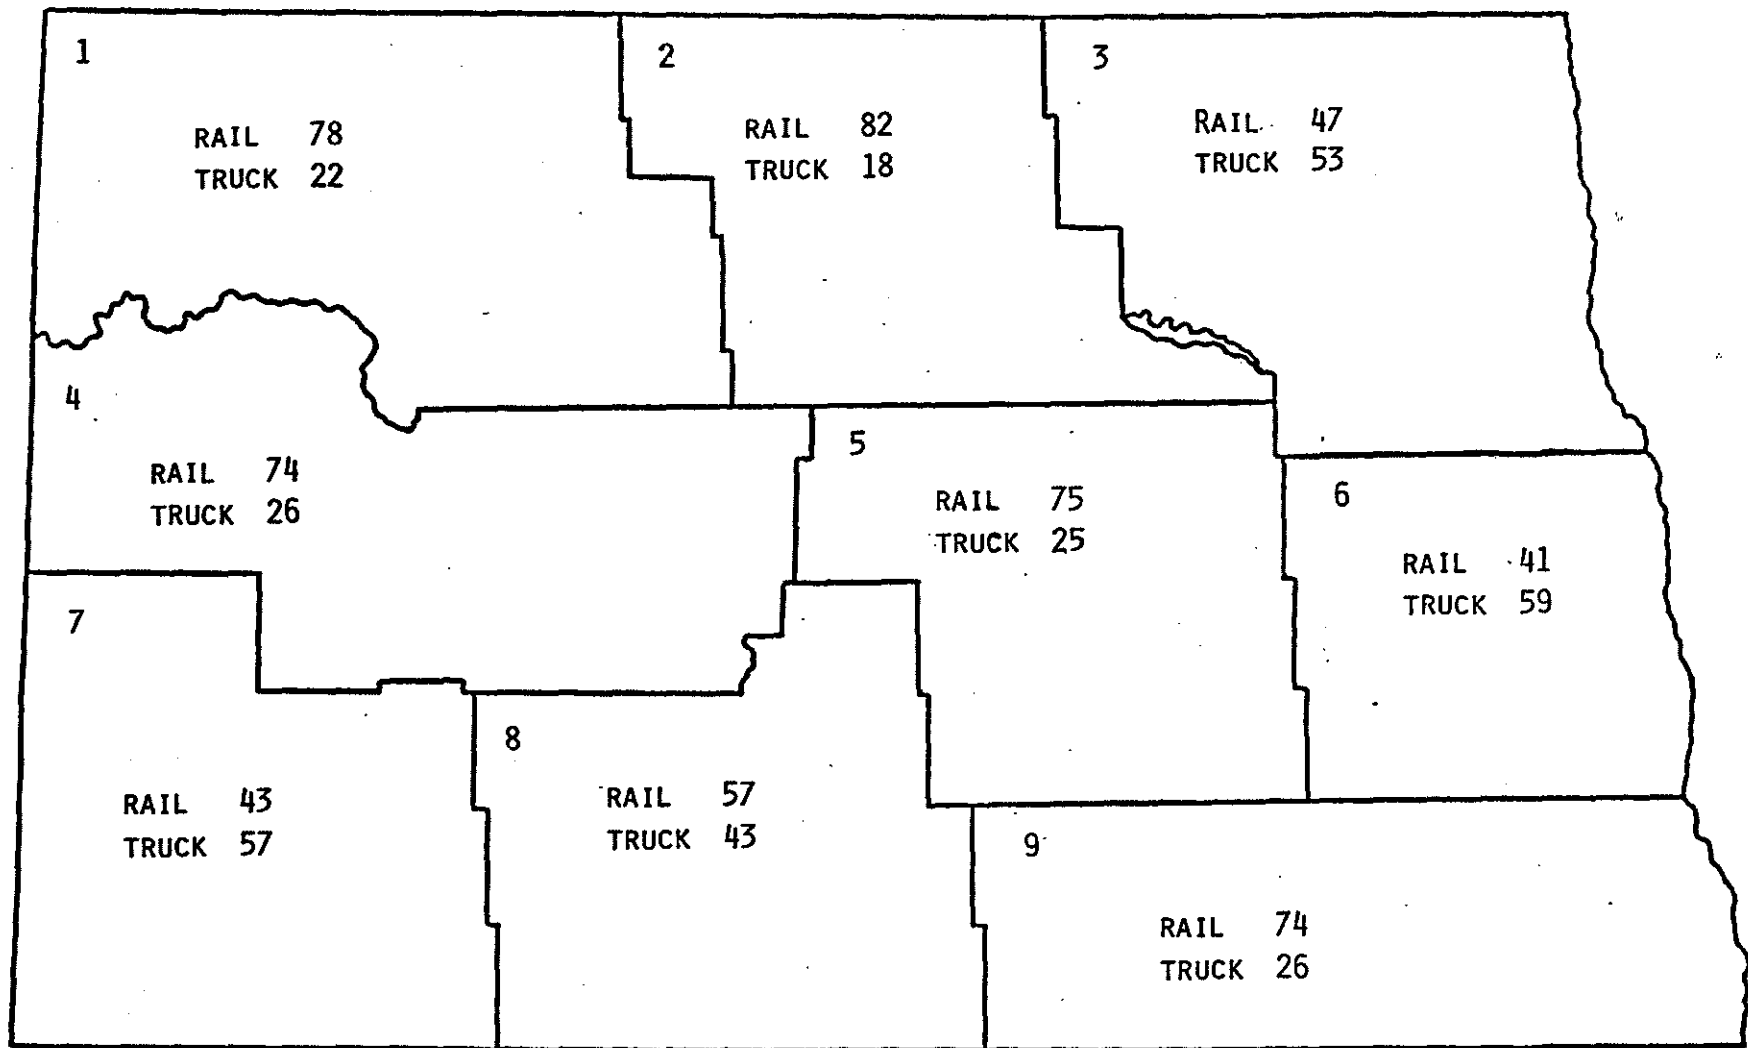 1
RAIL 78
TRUCK 22
2
RAIL 82
TRUCK 18
3
RAIL 47
TRUCK 53
4
RAIL 74
TRUCK 26
5
RAIL 75
TRUCK 25
6
RAIL 41
TRUCK 59
7
RAIL 43
TRUCK 57
8
RAIL 57
TRUCK 43
9
RAIL 74
TRUCK 26